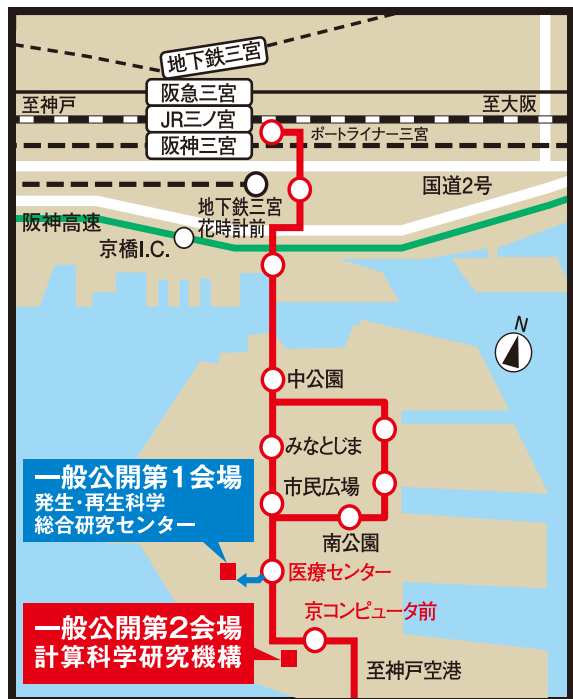 地下鉄三宮
阪急三宮
至神戸
至大阪
JR三ノ宮
ポートライナー三宮
阪神三宮
国道2号
地下鉄三宮
花時計前
阪神高速
京橋I.C.
N
中公園
みなとじま
市民広場
一般公開第1会場
発生・再生科学
総合研究センター
南公園
医療センター
京コンピュータ前
一般公開第2会場
計算科学研究機構
至神戸空港